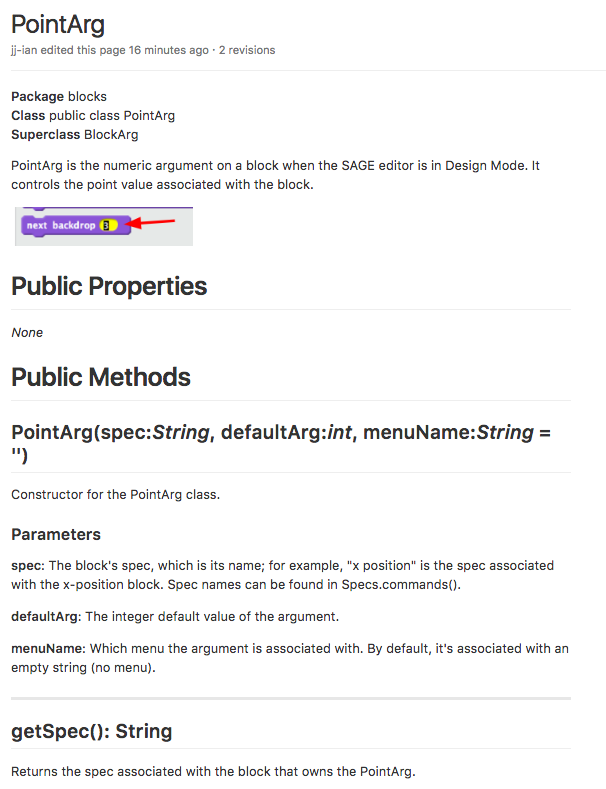 PointArg
jj-ian edited this page 16 minutes ago · 2 revisions
Package blocks
Class public class PointArg
Superclass BlockArg
PointArg is the numeric argument on a block when the SAGE editor is in Design Mode. It
controls the point value associated with the block.
next backdrop 3
Public Properties
None
Public Methods
PointArg(spec:String, defaultArg:int, menuName:String =
'')
Constructor for the PointArg class.
Parameters
spec: The block's spec, which is its name; for example, "x position" is the spec associated
with the x-position block. Spec names can be found in Specs.commands().
defaultArg: The integer default value of the argument.
menuName: Which menu the argument is associated with. By default, it's associated with an
empty string (no menu).
getSpec(): String
Returns the spec associated with the block that owns the PointArg.